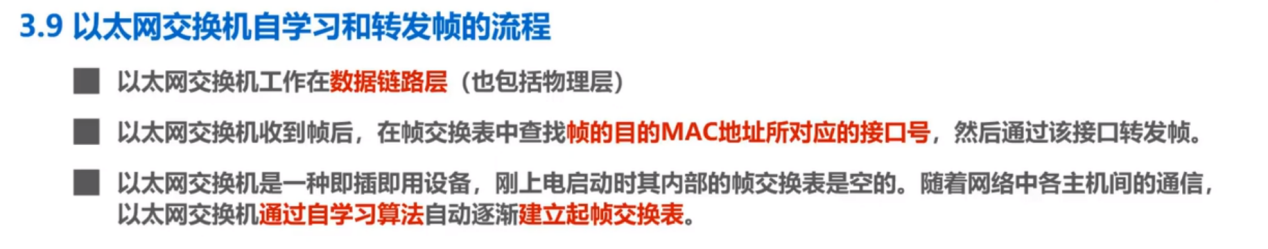 3.9 以太网交换机自学习和转发帧的流程
以太网交换机工作在数据链路层（也包括物理层）
以太网交换机收到帧后，在帧交换表中查找帧的目的MAC地址所对应的接口号，然后通过该接口转发帧。
以太网交换机是一种即插即用设备，刚上电启动时其内部的帧交换表是空的。随着网络中各主机间的通信，
以太网交换机通过自学习算法自动逐渐建立起帧交换表。